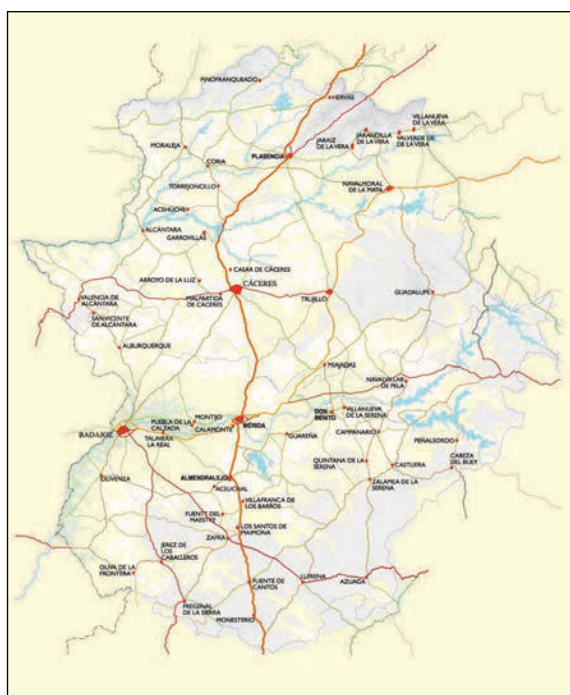 PINOFRANQUEADO
HERVÁS
VILLANUEVA
DE LA VERA
JARANDILLA
DE LA VERA
JARAÍZ
DE LA VERA
VALVERDE DE
DE LA VERA
MORALEJA
PLASENCIA
CORIA
TORREJONCILLO
NAVALMORAL
DE LA MATA
ACEHÚCHE
ALCÁNTARA
GARROVILLAS
CASAR DE CÁCERES
ARROYO DE LA LUZ
CÁCERES
VALENCIA DE
ALCÁNTARA
MALPARTIDA
DE CÁCERES
TRUJILLO
GUADALUPE
SAN VICENTE
DE ALCÁNTARA
ALBURQUERQUE
MIAJADAS
NAVALVILLAR
DE PELA
DON
BENITO
VILLANUEVA
DE LA SERENA
PUEBLA DE LA
CALZADA
MONTIJO
CALAMONTE
MÉRIDA
BADAJOZ
TALAVERA
LA REAL
GUAREÑA
CAMPANARIO
PEÑALSORDO
QUINTANA DE LA
SERENA
CASTUERA
CABEZA
DEL BUEY
OLIVENZA
ALMENDRALEJO
ACEUCHAL
ZALAMEA DE LA
SERENA
VILLAFRANCA DE
LOS BARROS
FUENTE DEL
MAESTRE
LOS SANTOS DE
MAIMONA
ZAFRA
JEREZ DE
LOS
CABALLEROS
OLIVA DE LA
FRONTERA
FUENTE DE
CANTOS
LLERENA
AZUAGA
FREGENAL
DE LA SIERRA
MONESTERIO